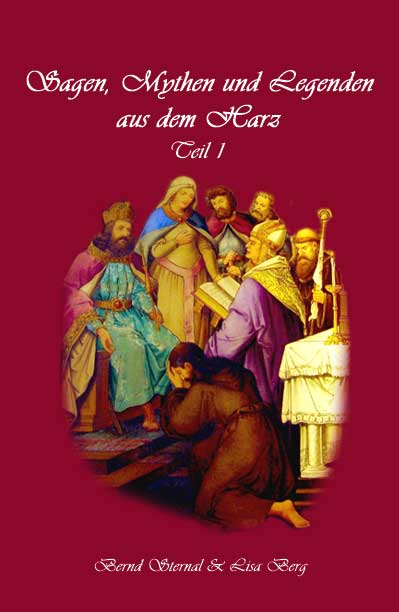 Sagen, Mythen und Legenden
aus dem Harz
Teil 1
Bernd Sternal & Lisa Berg